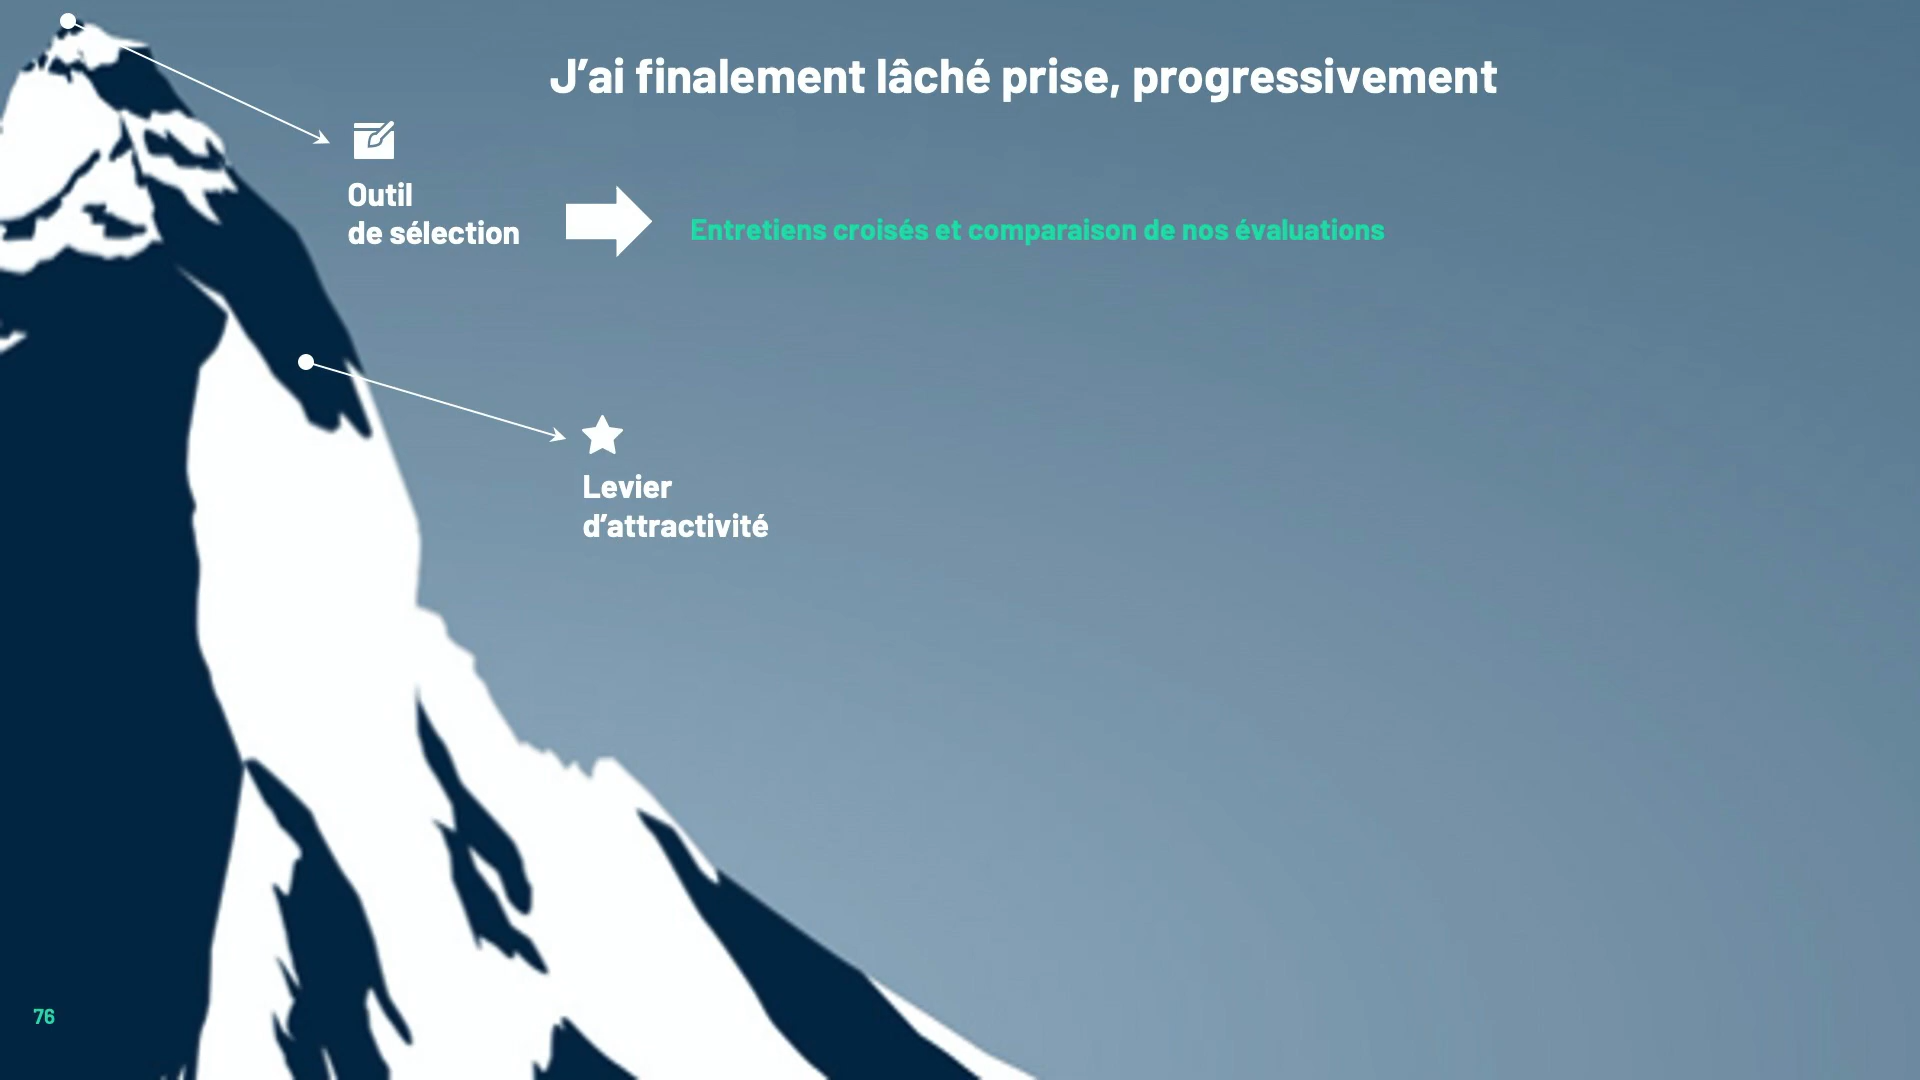 J’ai finalement lâché prise, progressivement
Outil
de sélection
Entretiens croisés et comparaison de nos évaluations
Levier
d’attractivité
76